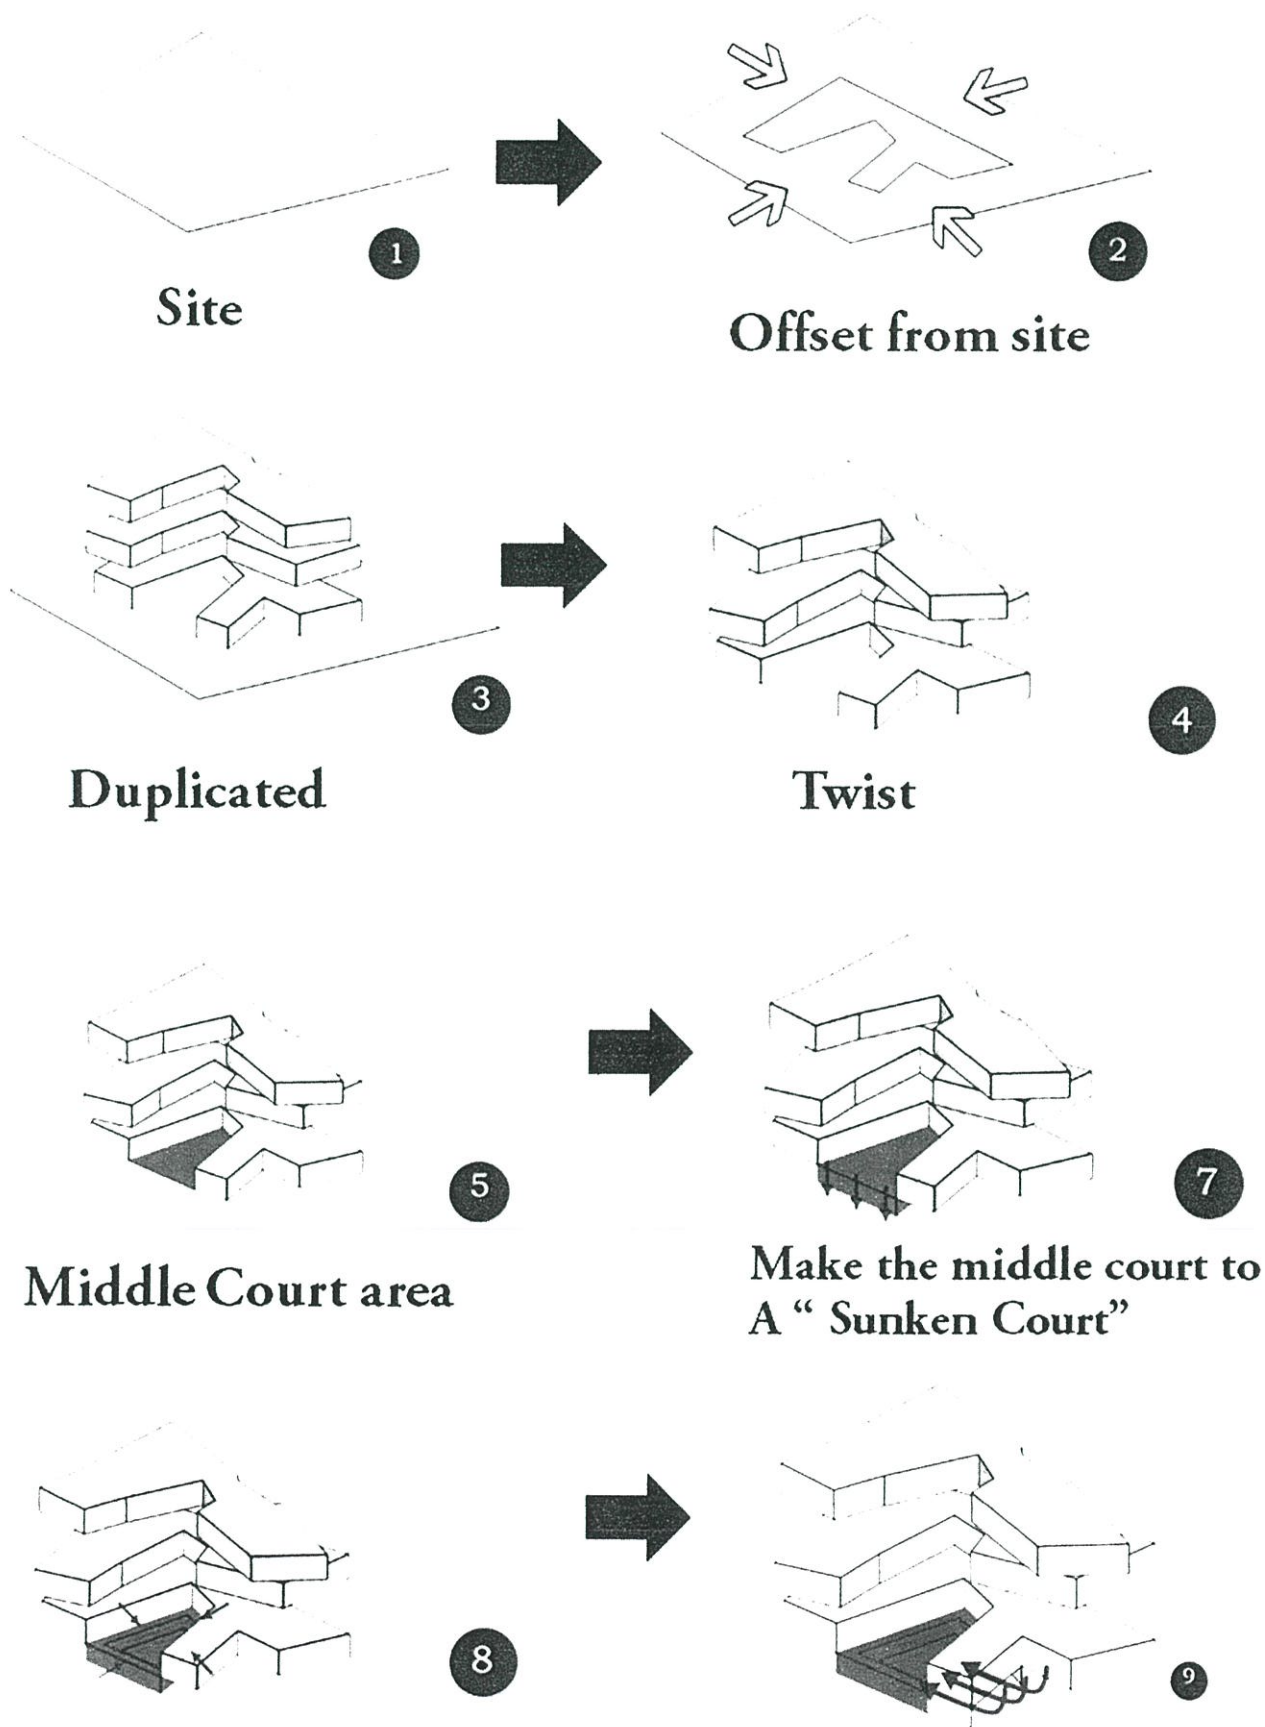 1
Site
2
Offset from site
3
Duplicated
4
Twist
5
Middle Court area
7
Make the middle court to
A “ Sunken Court”
8
9